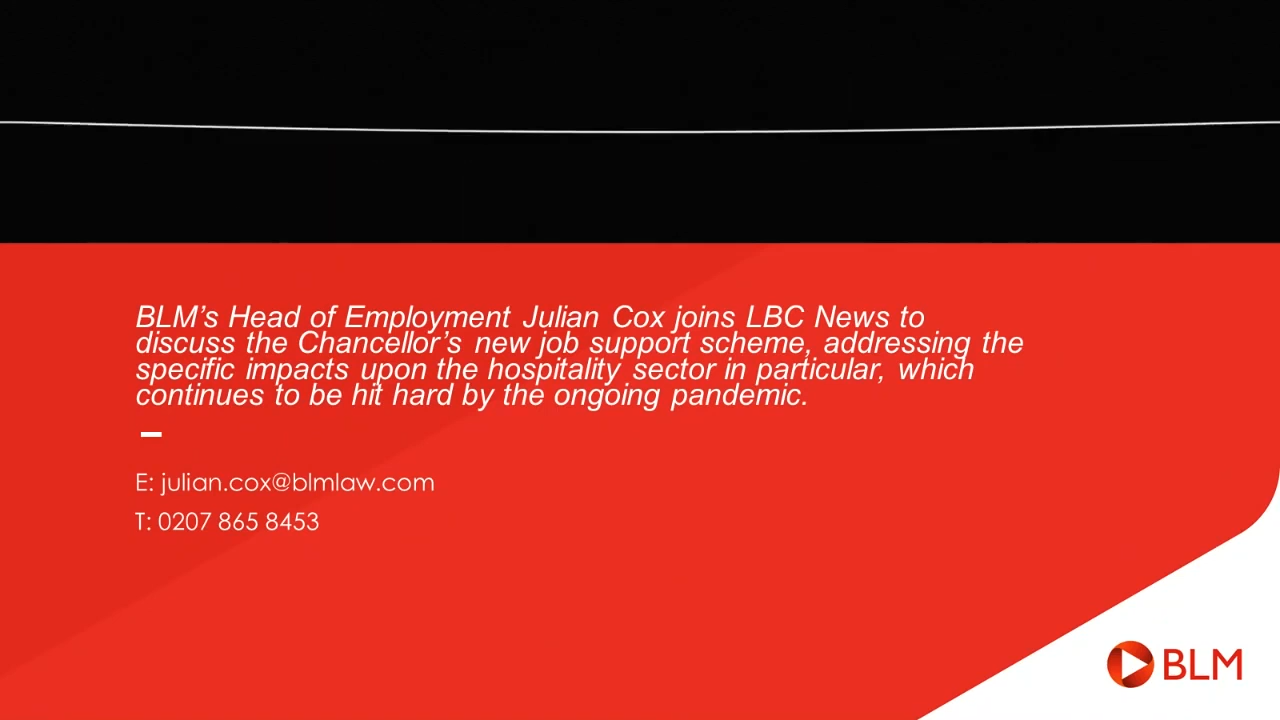 BLM’s Head of Employment Julian Cox joins LBC News to
discuss the Chancellor’s new job support scheme, addressing the
specific impacts upon the hospitality sector in particular, which
continues to be hit hard by the ongoing pandemic.
E: julian.cox@blmlaw.com
T: 0207 865 8453
BLM